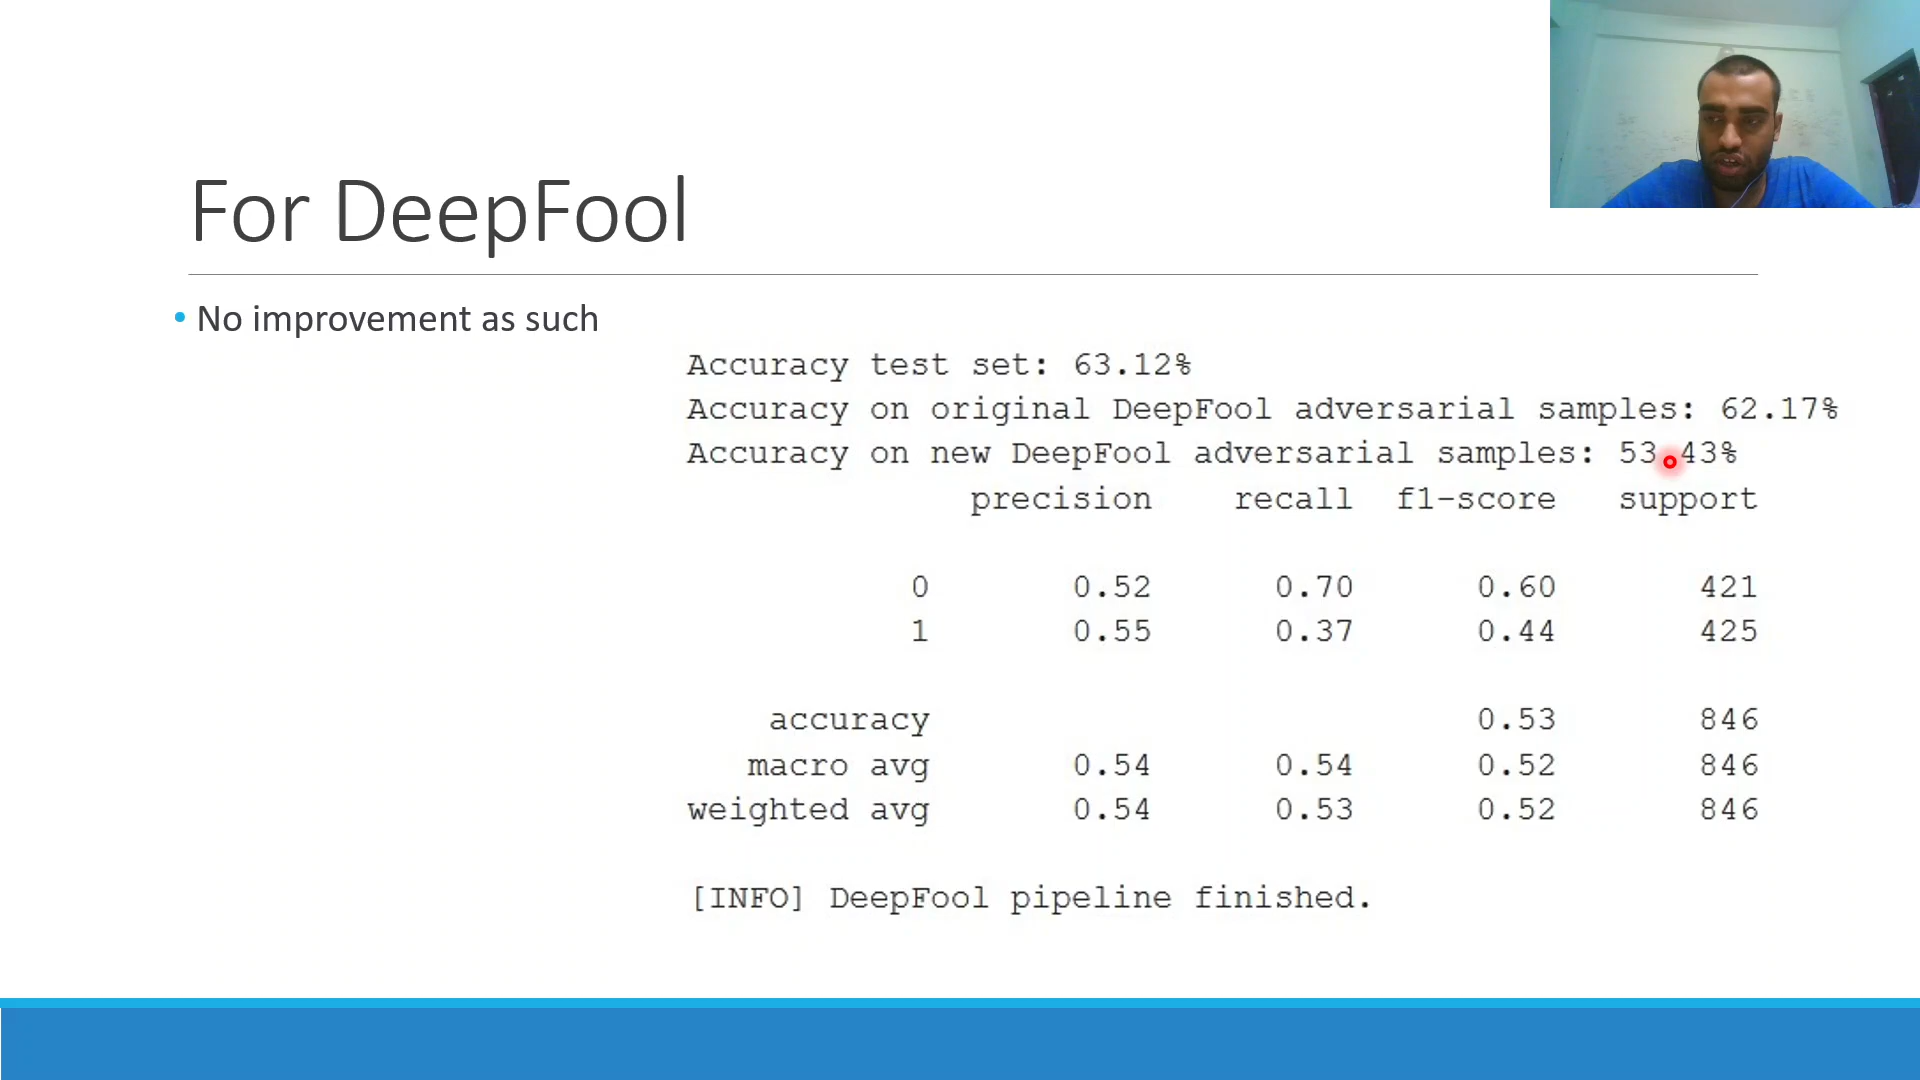 For DeepFool
• No improvement as such
Accuracy test set: 63.12%
Accuracy on original DeepFool adversarial samples: 62.17%
Accuracy on new DeepFool adversarial samples: 53.43%
precision recall f1-score support
0 0.52 0.70 0.60 421
1 0.55 0.37 0.44 425
accuracy 0.53 846
macro avg 0.54 0.54 0.52 846
weighted avg 0.54 0.53 0.52 846
[INFO] DeepFool pipeline finished.